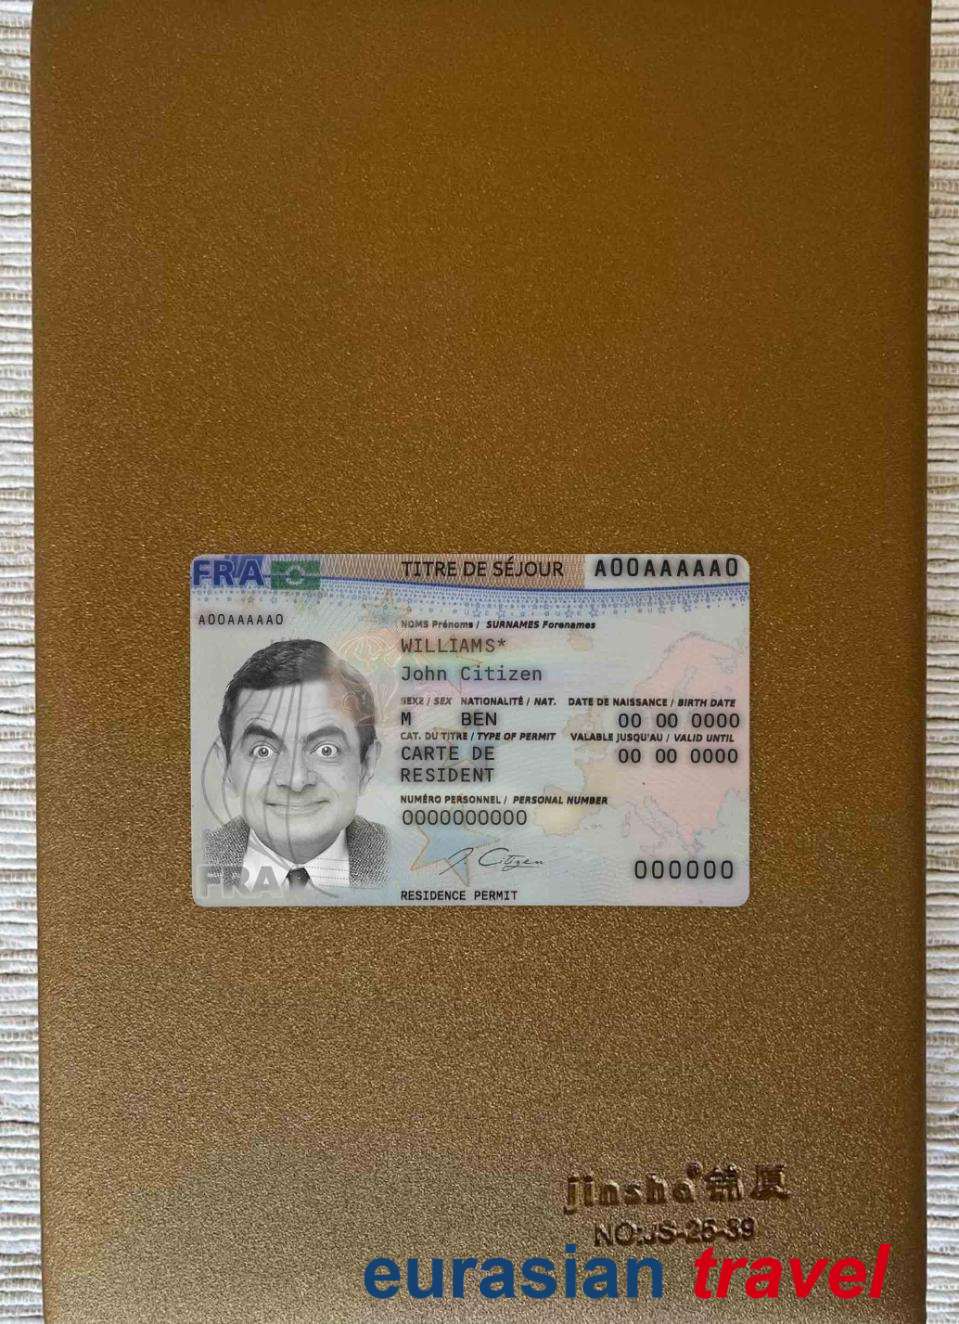 FRA
TITRE DE SÉJOUR
A00AAAAA0
A00AAAAA0
NOMS Prénoms / SURNAMES Forenames
WILLIAMS*
John Citizen
SEXE / SEX NATIONALITÉ / NAT. DATE DE NAISSANCE / BIRTH DATE
M BEN 00 00 0000
CAT. DU TITRE / TYPE OF PERMIT VALABLE JUSQU'AU / VALID UNTIL
CARTE DE 00 00 0000
RESIDENT
NUMÉRO PERSONNEL / PERSONAL NUMBER
0000000000
J. Citizen
000000
FRA
RESIDENCE PERMIT
jinsha® 
NO:JS-25-39
eurasian travel